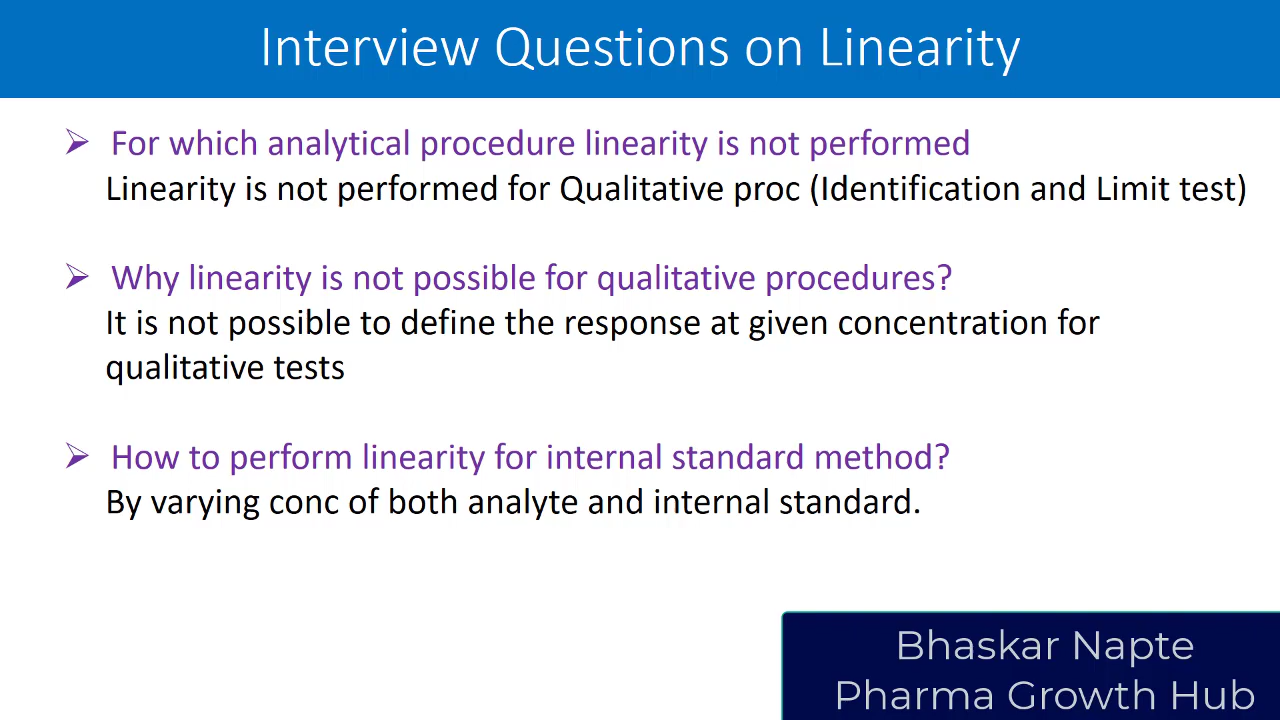 Interview Questions on Linearity
➢ For which analytical procedure linearity is not performed
Linearity is not performed for Qualitative proc (Identification and Limit test)
➢ Why linearity is not possible for qualitative procedures?
It is not possible to define the response at given concentration for
qualitative tests
➢ How to perform linearity for internal standard method?
By varying conc of both analyte and internal standard.
Bhaskar Napte
Pharma Growth Hub